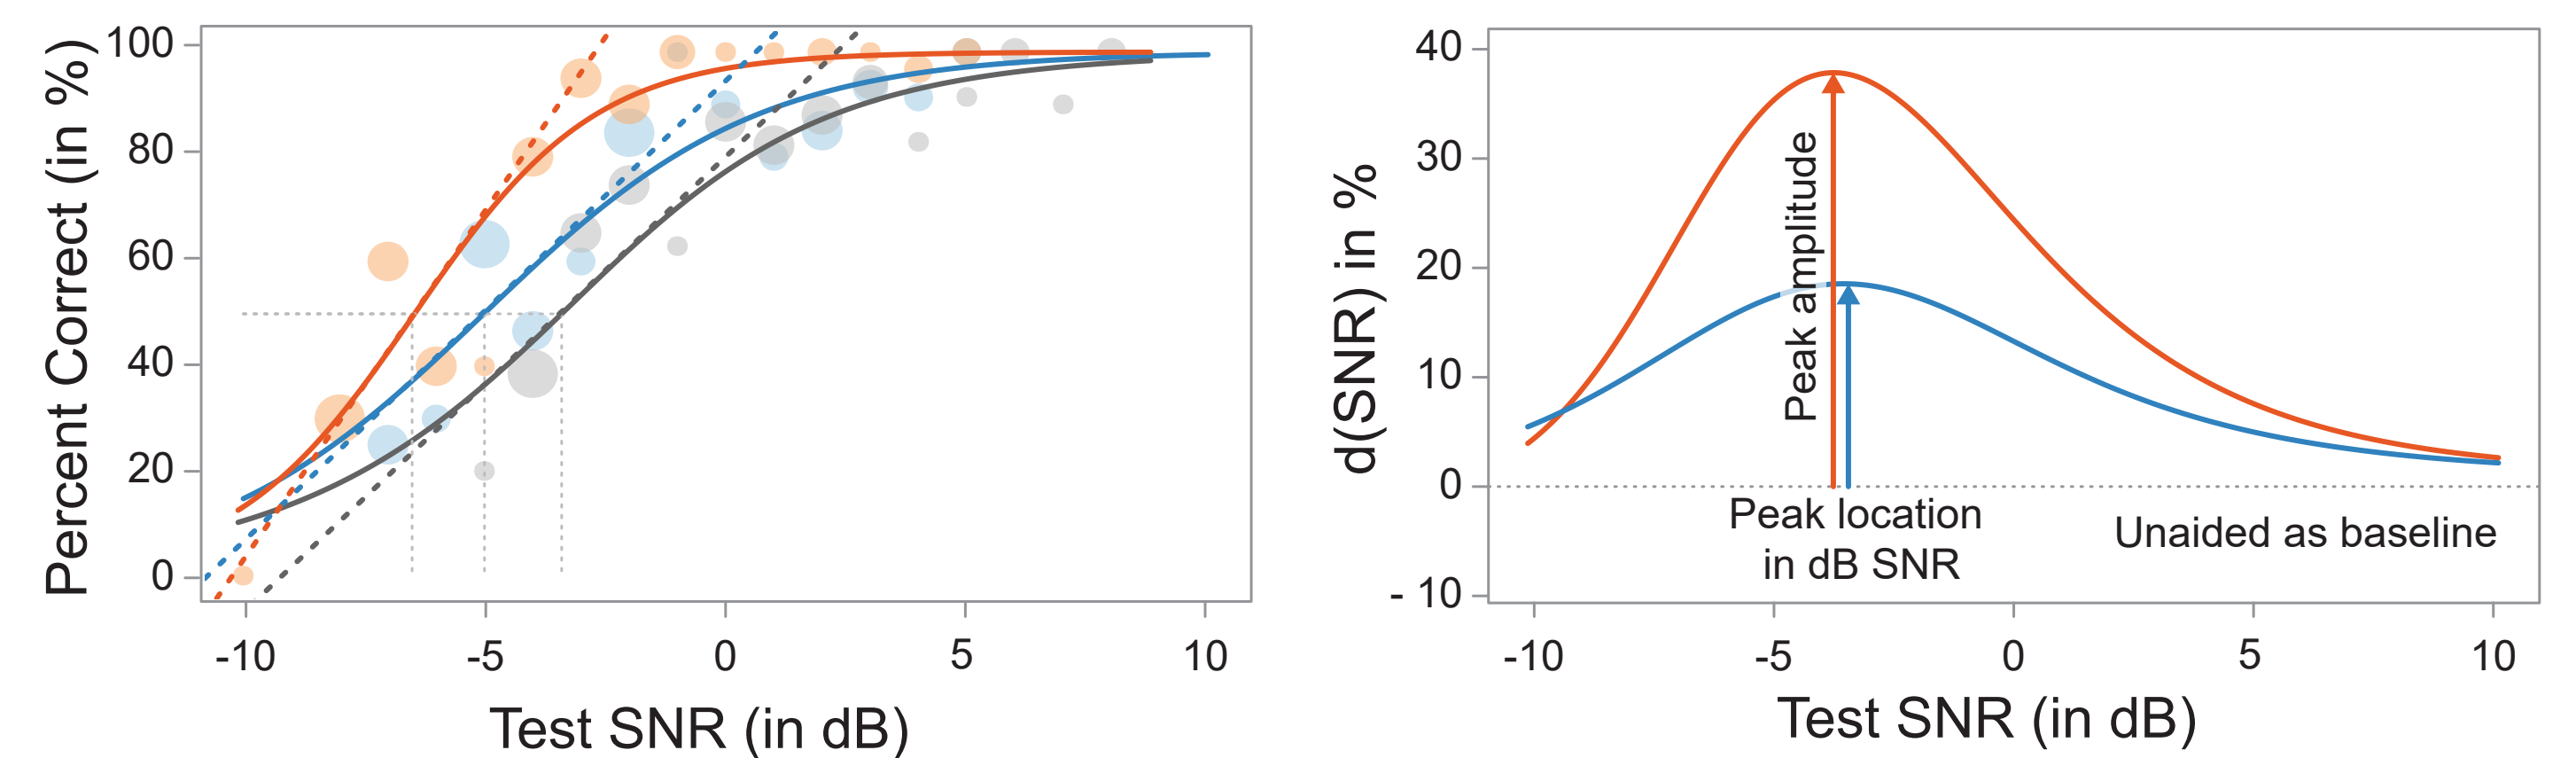 Percent Correct (in %)
100
80
60
40
20
0
-10 -5 0 5 10
Test SNR (in dB)
d(SNR) in %
40
30
20
10
0
- 10
Peak amplitude
Peak location
in dB SNR
Unaided as baseline
-10 -5 0 5 10
Test SNR (in dB)